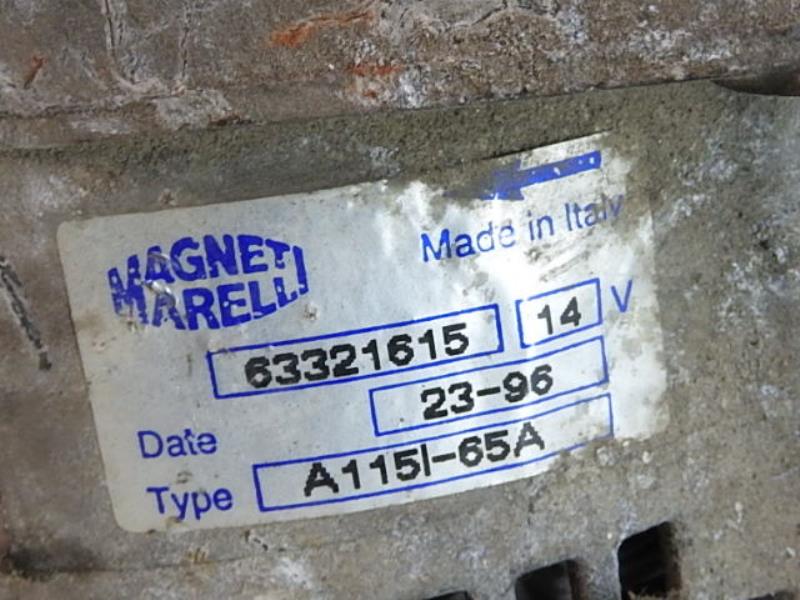 Made in Italy
MAGNETI
MARELLI
63321615 14 V
Date 23-96
Type A115I-65A